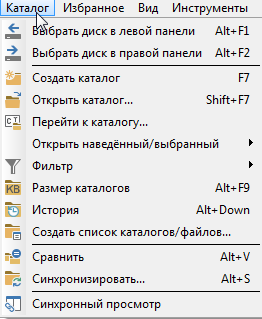 Каталог Избранное Вид Инструменты
Выбрать диск в левой панели Alt+F1
Выбрать диск в правой панели Alt+F2
Создать каталог F7
Открыть каталог... Shift+F7
Перейти к каталогу...
Открыть наведённый/выбранный
Фильтр
Размер каталогов Alt+F9
История Alt+Down
Создать список каталогов/файлов...
Сравнить Alt+V
Синхронизировать... Alt+S
Синхронный просмотр